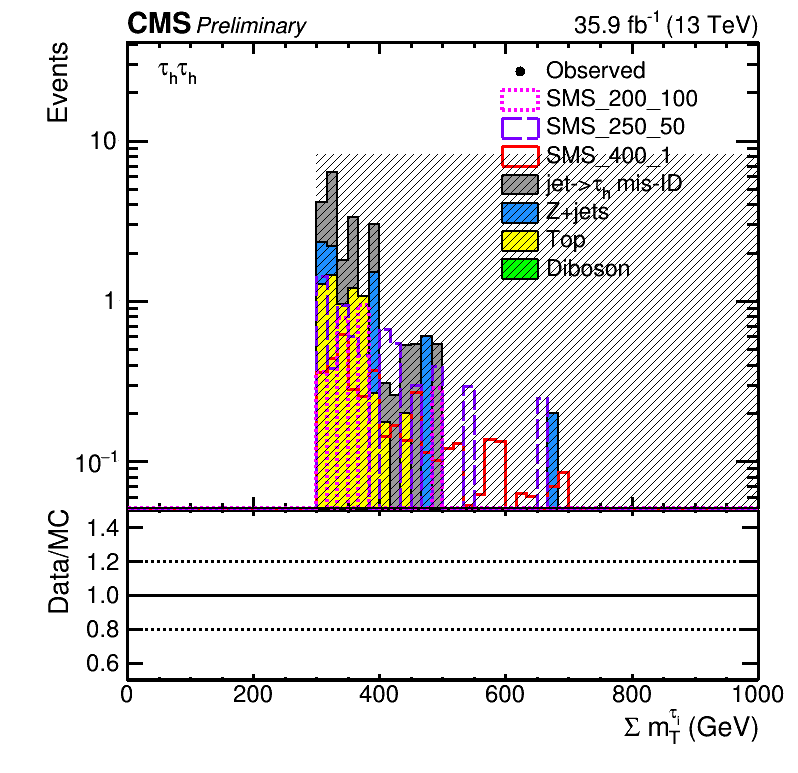 CMS Preliminary 35.9 fb⁻¹ (13 TeV)
Events
τhτh
Observed
SMS_200_100
SMS_250_50
SMS_400_1
jet->τh mis-ID
Z+jets
Top
Diboson
10
1
10⁻¹
Data/MC
1.4
1.2
1.0
0.8
0.6
0 200 400 600 800 1000
Σ mT^τi (GeV)